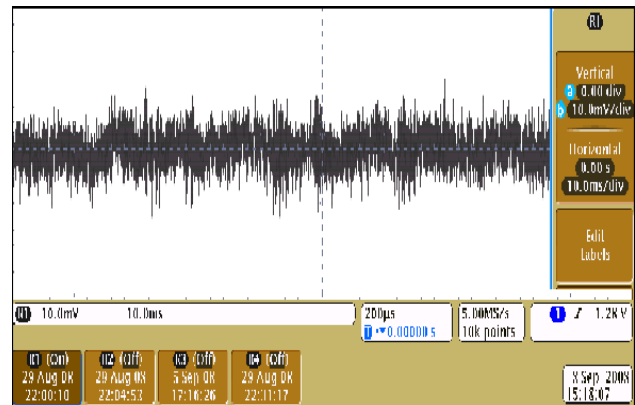 R1
Vertical
a 0.00 div
b 10.0mV/div
Horizontal
0.00 s
10.0ms/div
Edit
Labels
R1 10.0mV 10.0ms
200µs
T 0.00000 s
5.00MS/s
10k points
1 1.28 V
R1 (On)
29 Aug 08
22:00:10
R2 (Off)
29 Aug 08
22:04:53
R3 (Off)
5 Sep 08
17:16:26
R4 (Off)
29 Aug 08
22:11:17
8 Sep 2008
15:18:07